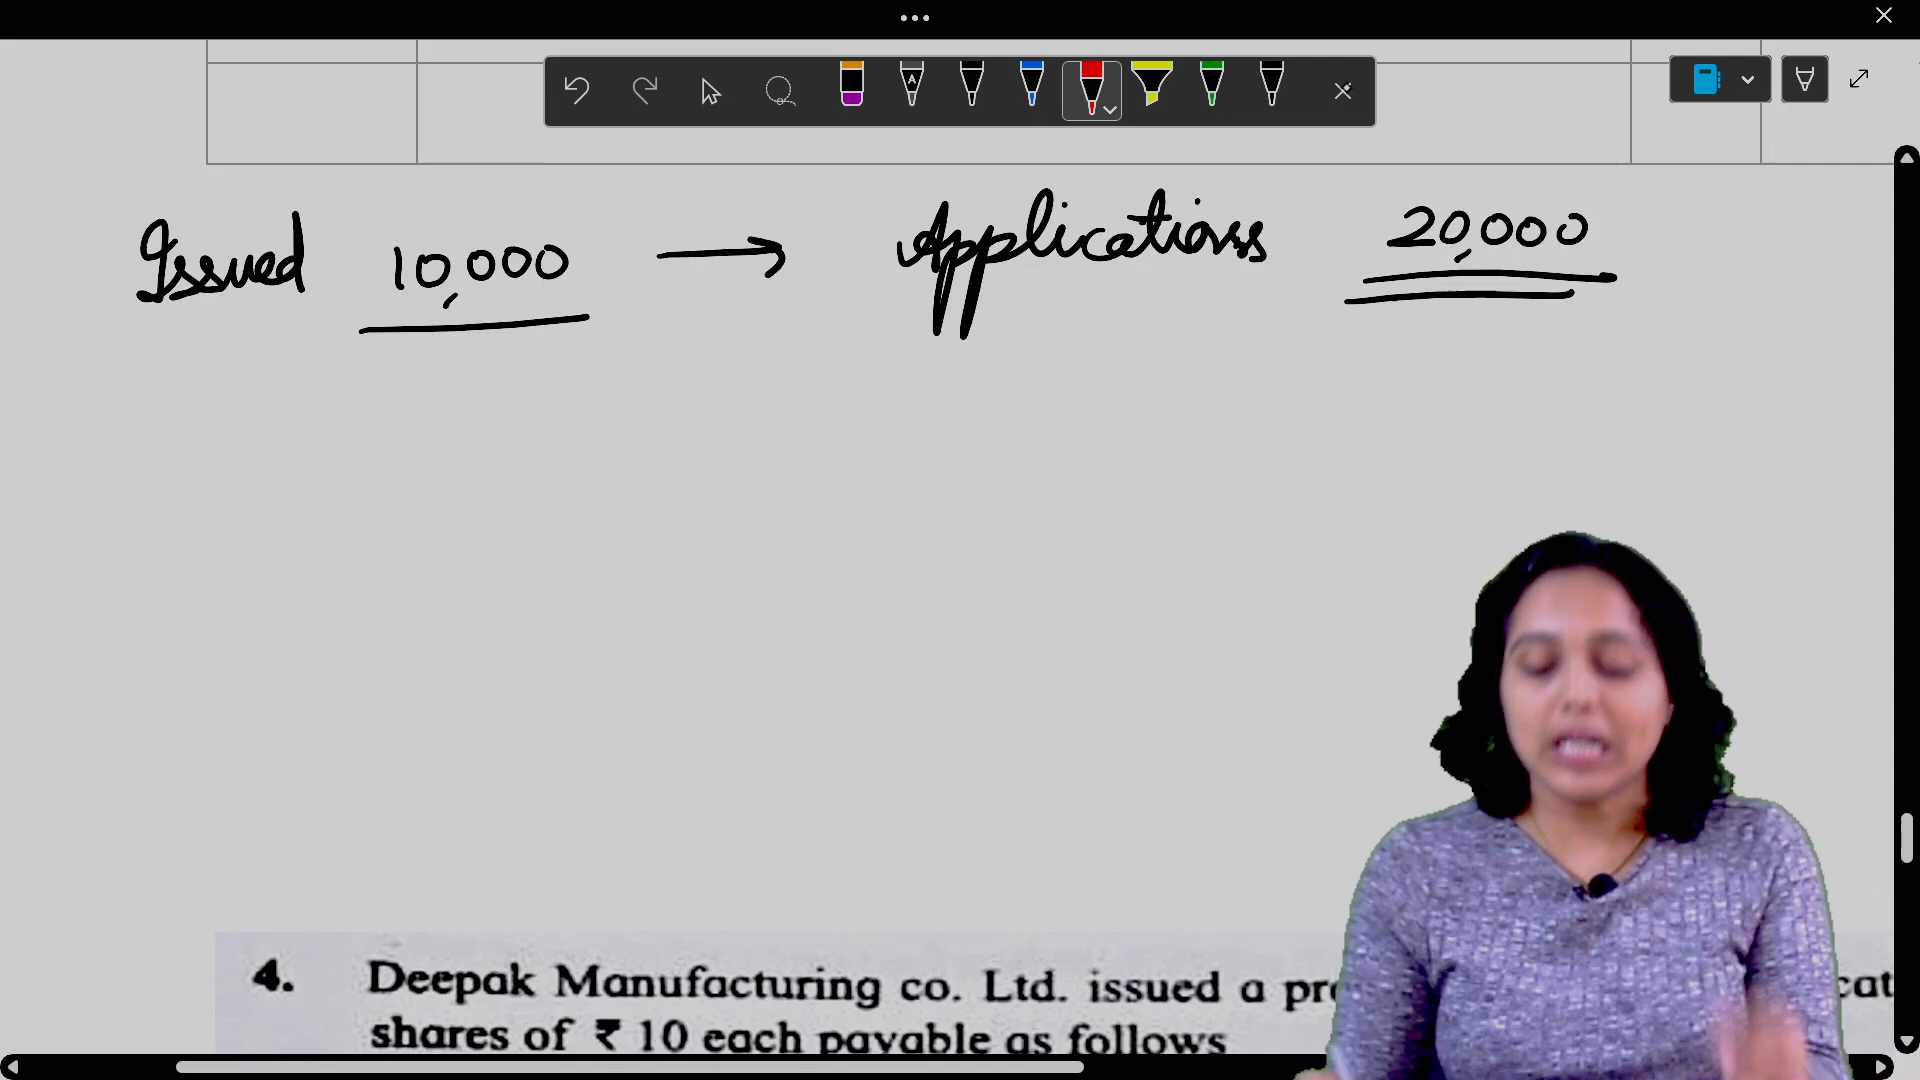 Issued 10,000 → Applications 20,000
4. Deepak Manufacturing co. Ltd. issued a
shares of ₹ 10 each payable as follows